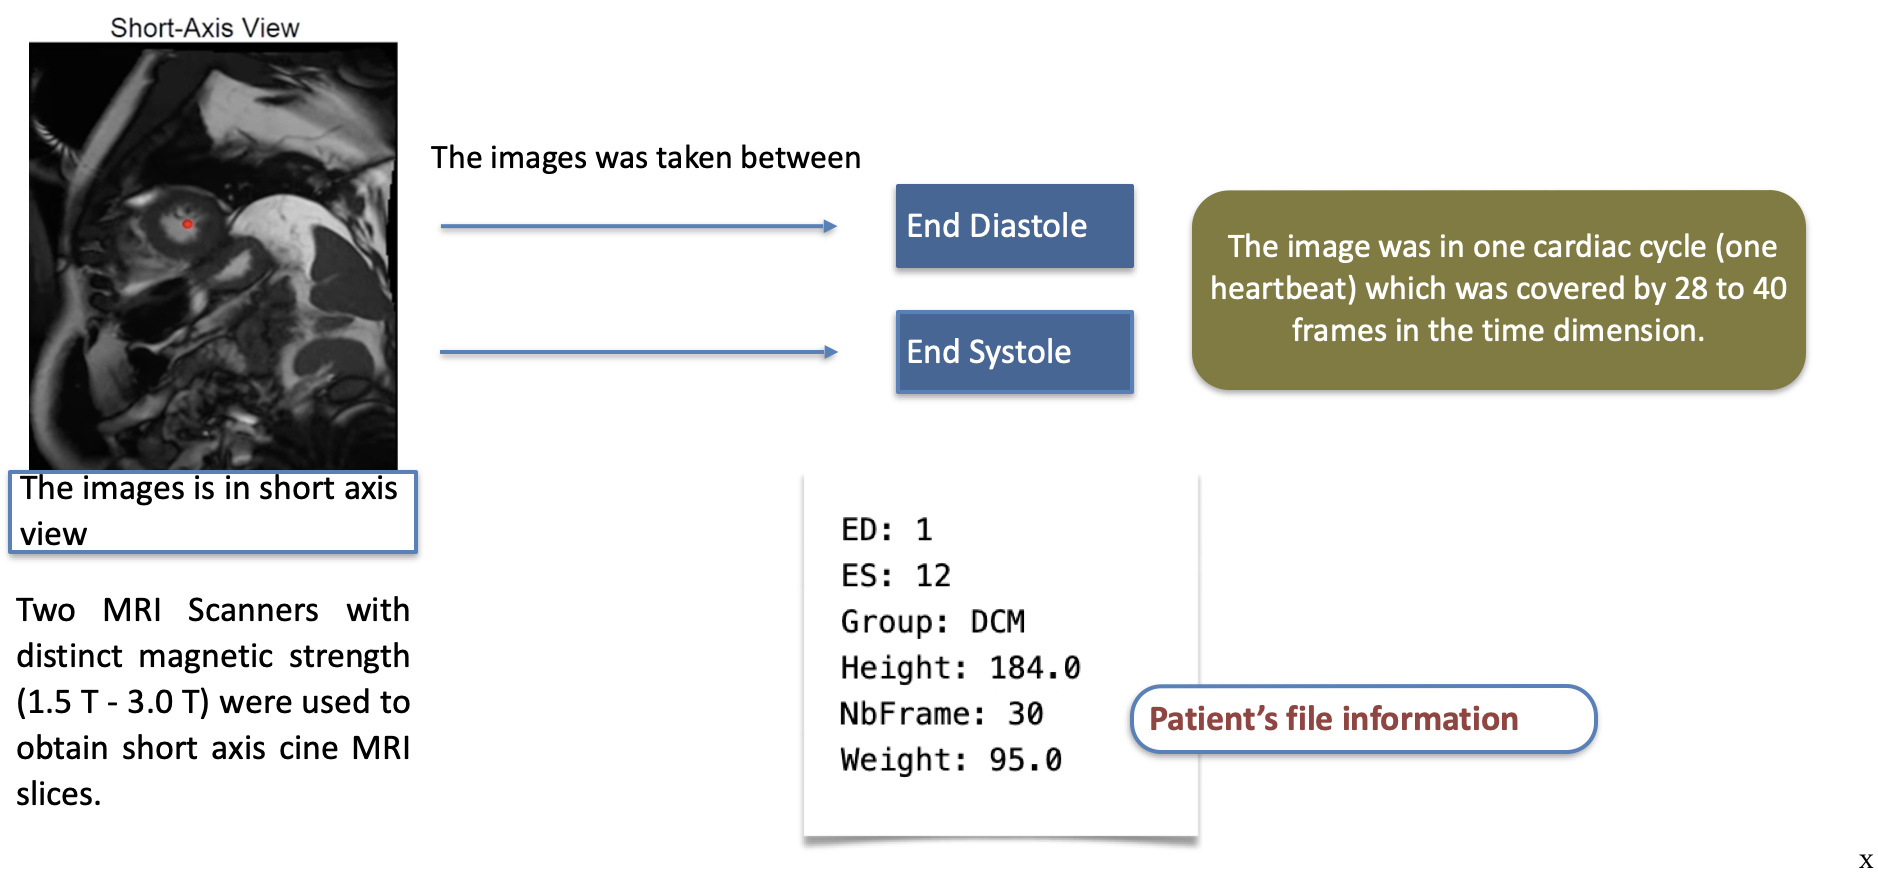 Short-Axis View
The images was taken between
End Diastole
The image was in one cardiac cycle (one
heartbeat) which was covered by 28 to 40
frames in the time dimension.
End Systole
The images is in short axis
view
Two MRI Scanners with
distinct magnetic strength
(1.5 T - 3.0 T) were used to
obtain short axis cine MRI
slices.
ED: 1
ES: 12
Group: DCM
Height: 184.0
NbFrame: 30
Weight: 95.0
Patient’s file information
x